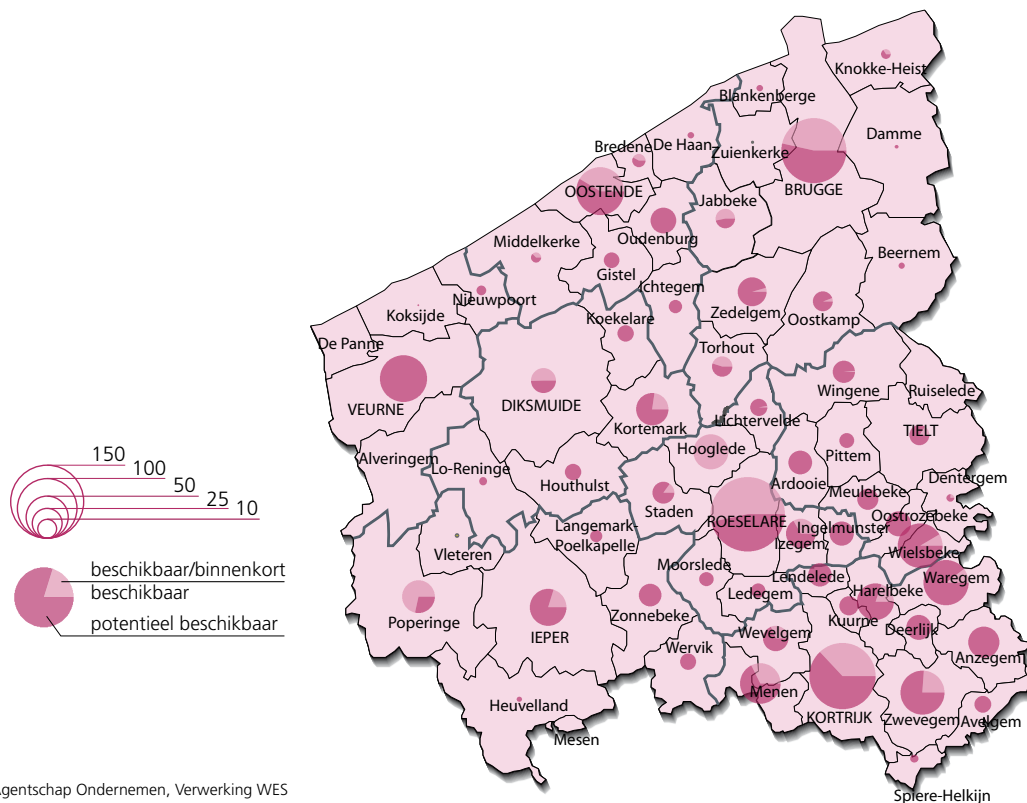 Knokke-Heist
Blankenberge
Damme
De Haan
Bredene
Zuienkerke
BRUGGE
OOSTENDE
Jabbeke
Oudenburg
Middelkerke
Beernem
Gistel
Ichtegem
Nieuwpoort
Zedelgem
Oostkamp
Koksijde
Koekelare
De Panne
Torhout
Wingene
Ruiselede
VEURNE
DIKSMUIDE
Lichtervelde
Kortemark
TIELT
Hooglede
Pittem
Alveringem
Lo-Reninge
Ardooie
150
100
50
25
10
Houthulst
Dentergem
Meulebeke
Staden
Oostrozebeke
Langemark-
Poelkapelle
ROESELARE
Ingelmunster
Izegem
Vleteren
Wielsbeke
Moorslede
Lendelede
Waregem
beschikbaar/binnenkort
beschikbaar
potentieel beschikbaar
Ledegem
Harelbeke
Poperinge
IEPER
Zonnebeke
Kuurne
Deerlijk
Wevelgem
Wervik
Anzegem
Menen
Heuvelland
KORTRIJK
Zwevegem
Avelgem
Mesen
gentschap Ondernemen, Verwerking WES
Spiere-Helkijn